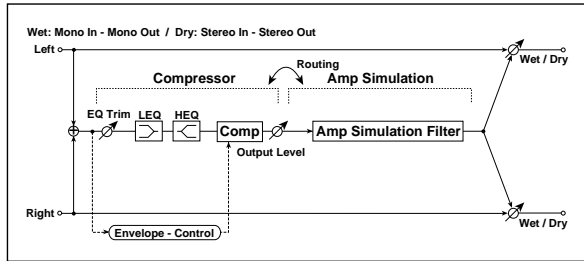 Wet: Mono In - Mono Out / Dry: Stereo In - Stereo Out
Left
Wet / Dry
Routing
Compressor
Amp Simulation
EQ Trim
LEQ
HEQ
Comp
Output Level
Amp Simulation Filter
Right
Wet / Dry
Envelope - Control